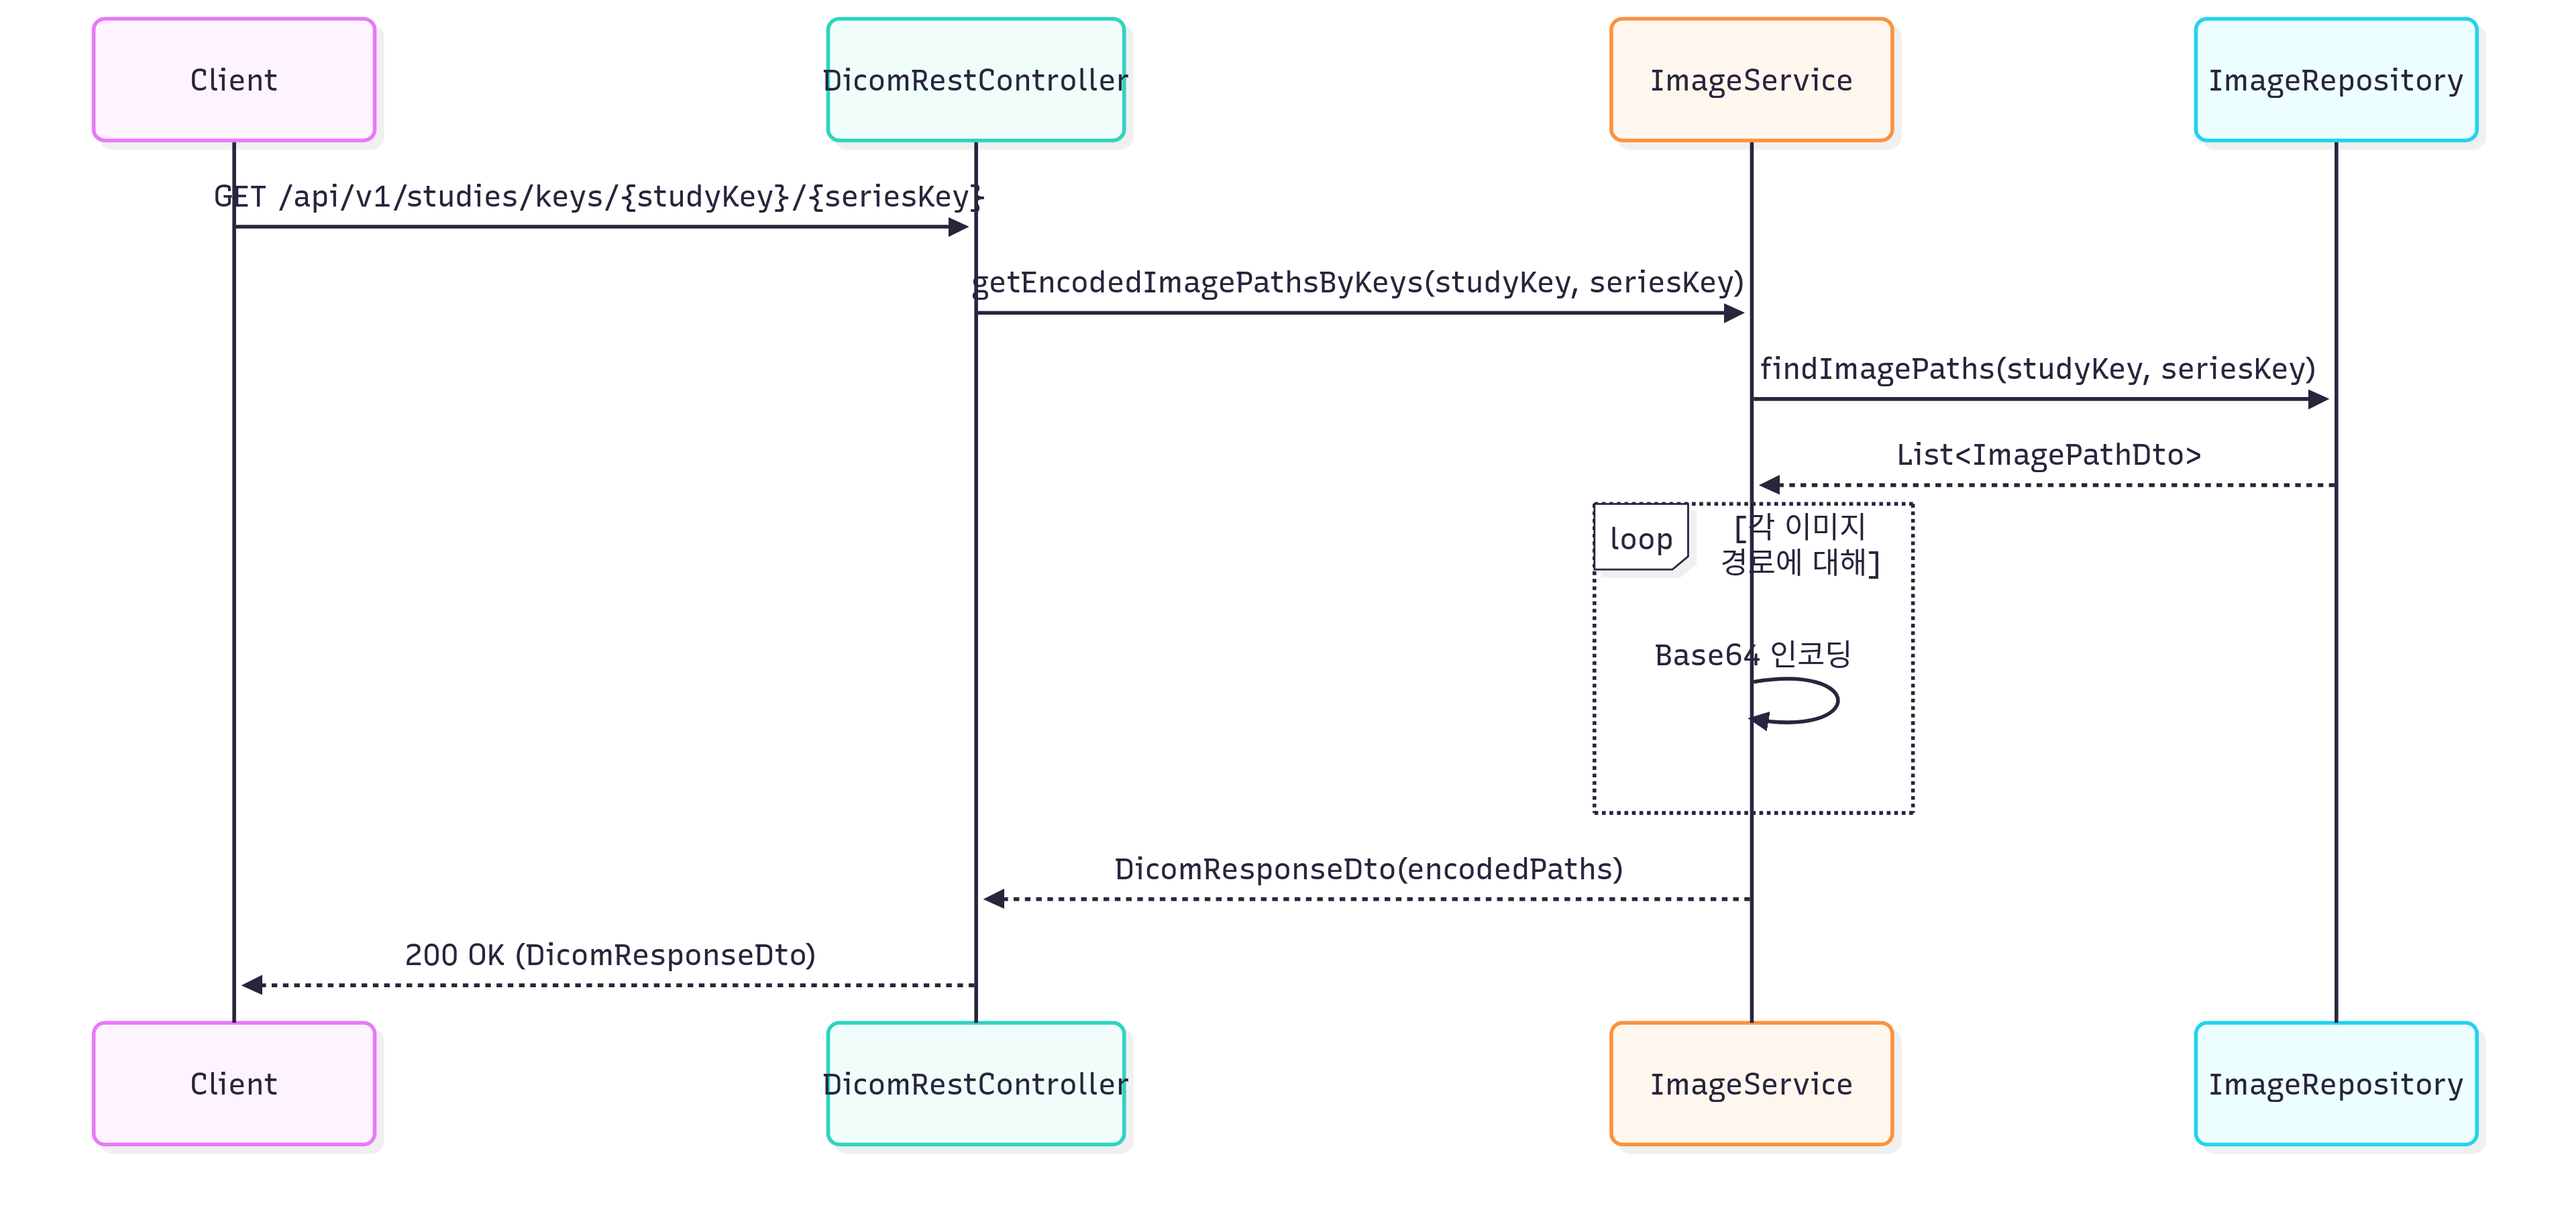 Client
DicomRestController
ImageService
ImageRepository
GET /api/v1/studies/keys/{studyKey}/{seriesKey}
getEncodedImagePathsByKeys(studyKey, seriesKey)
findImagePaths(studyKey, seriesKey)
List<ImagePathDto>
loop
[각 이미지
경로에 대해]
Base64 인코딩
DicomResponseDto(encodedPaths)
200 OK (DicomResponseDto)
Client
DicomRestController
ImageService
ImageRepository